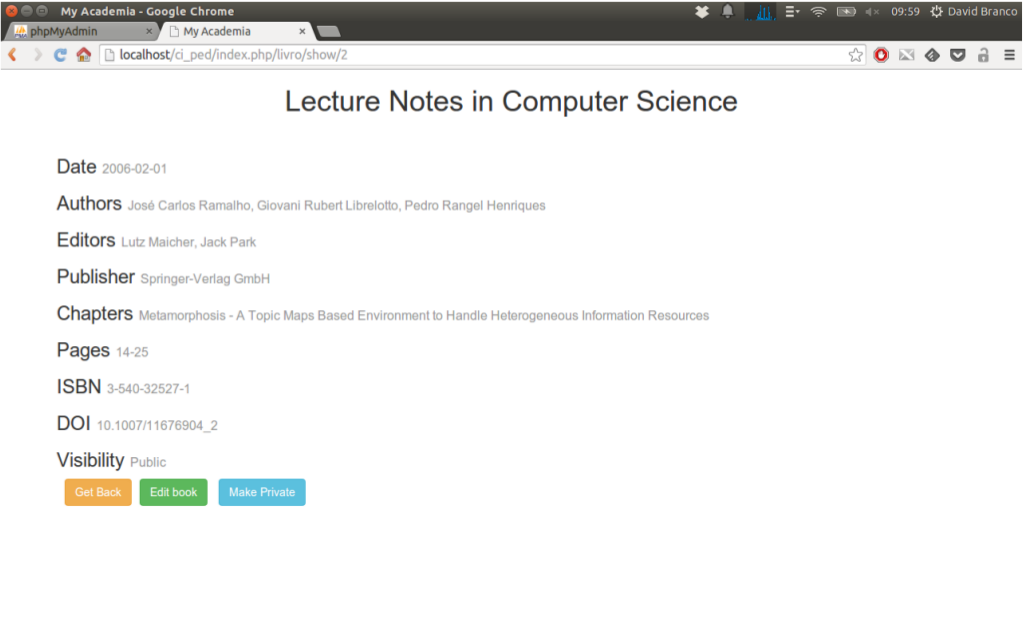 My Academia - Google Chrome 09:59 David Branco
phpMyAdmin × My Academia ×
localhost/ci_ped/index.php/livro/show/2
Lecture Notes in Computer Science
Date 2006-02-01
Authors José Carlos Ramalho, Giovani Rubert Librelotto, Pedro Rangel Henriques
Editors Lutz Maicher, Jack Park
Publisher Springer-Verlag GmbH
Chapters Metamorphosis - A Topic Maps Based Environment to Handle Heterogeneous Information Resources
Pages 14-25
ISBN 3-540-32527-1
DOI 10.1007/11676904_2
Visibility Public
Get Back Edit book Make Private